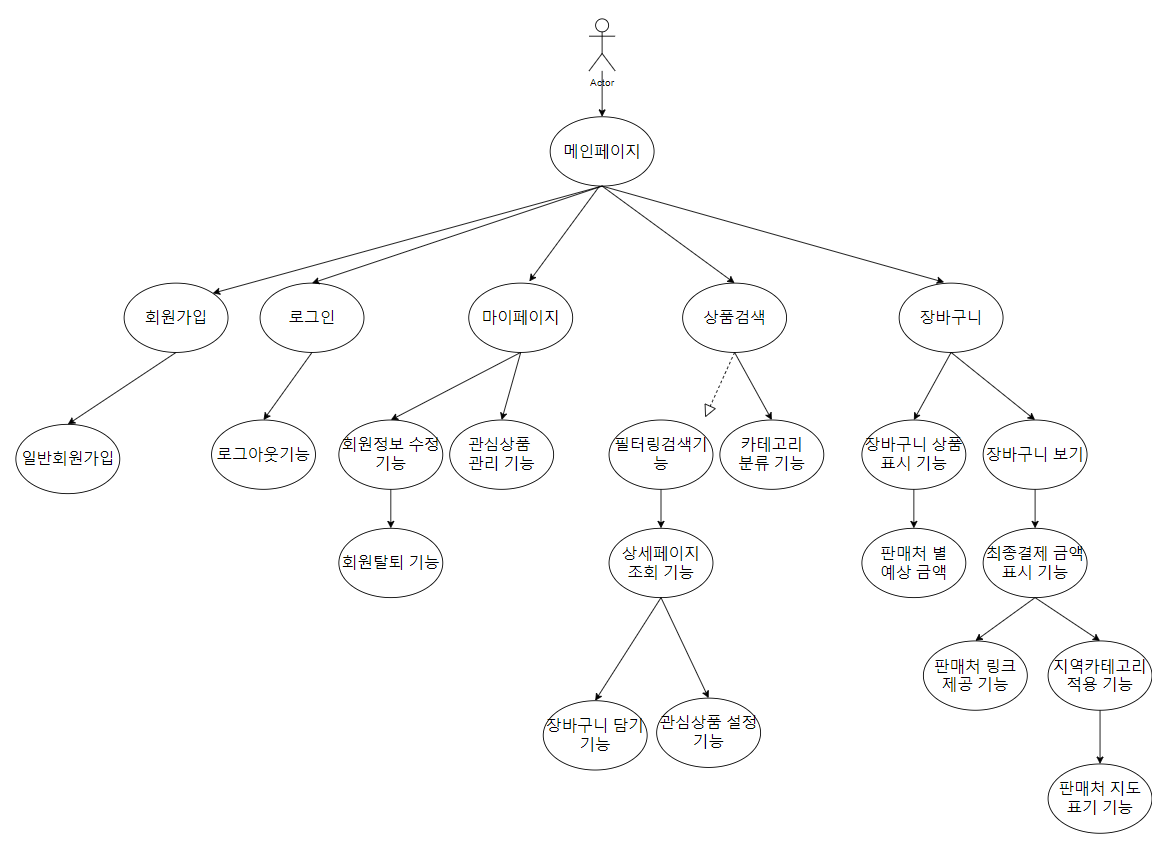 Actor
메인페이지
회원가입
로그인
마이페이지
상품검색
장바구니
일반회원가입
로그아웃기능
회원정보 수정
기능
관심상품
관리 기능
필터링검색기
능
카테고리
분류 기능
장바구니 상품
표시 기능
장바구니 보기
회원탈퇴 기능
상세페이지
조회 기능
판매처 별
예상 금액
최종결제 금액
표시 기능
판매처 링크
제공 기능
지역카테고리
적용 기능
장바구니 담기
기능
관심상품 설정
기능
판매처 지도
표기 기능